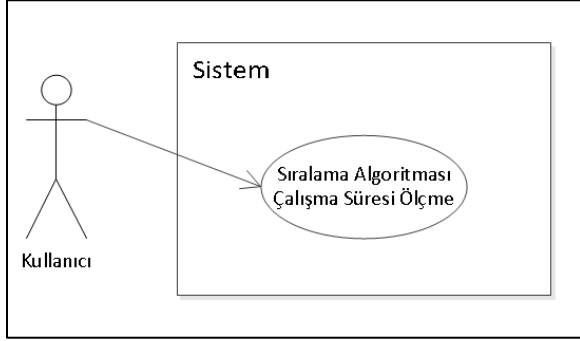 Sistem
Sıralama Algoritması
Çalışma Süresi Ölçme
Kullanıcı